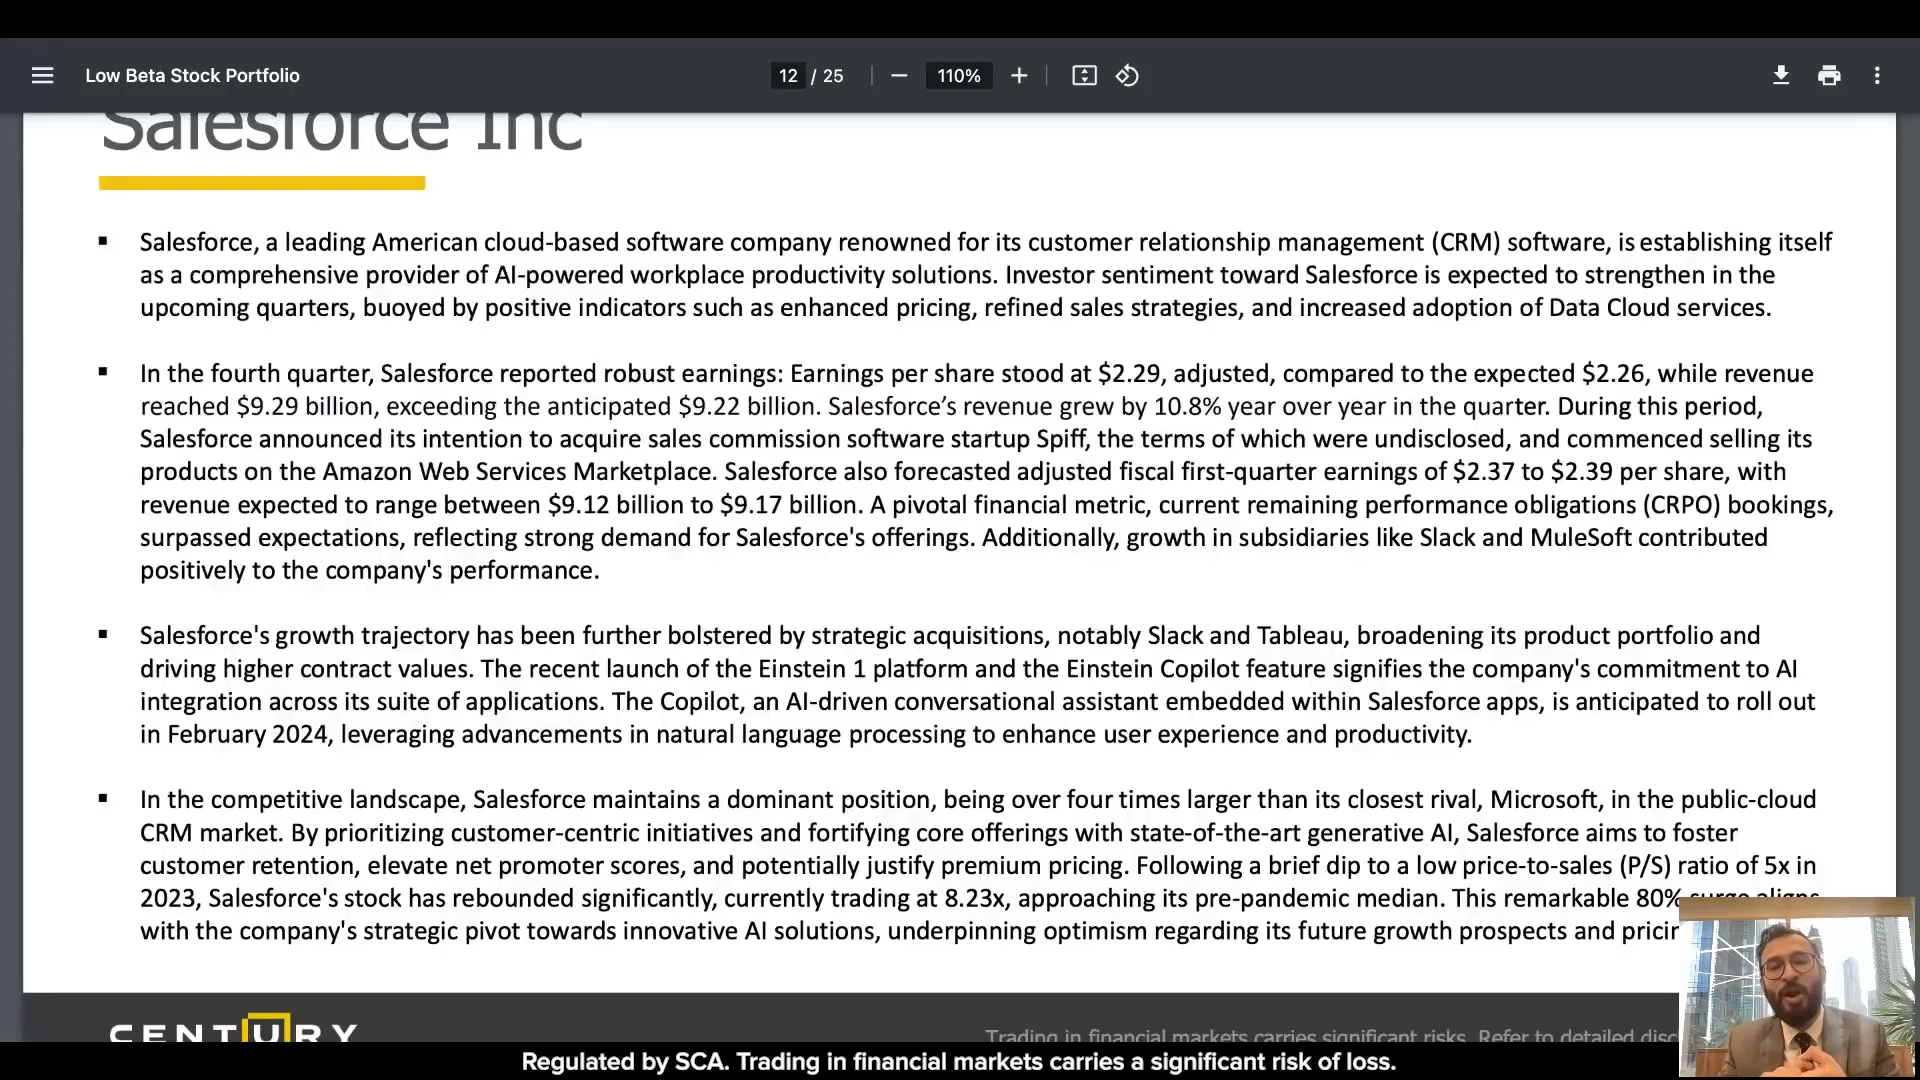 Low Beta Stock Portfolio
12 / 25
110%
Salesforce Inc
▪ Salesforce, a leading American cloud-based software company renowned for its customer relationship management (CRM) software, is establishing itself
as a comprehensive provider of AI-powered workplace productivity solutions. Investor sentiment toward Salesforce is expected to strengthen in the
upcoming quarters, buoyed by positive indicators such as enhanced pricing, refined sales strategies, and increased adoption of Data Cloud services.
▪ In the fourth quarter, Salesforce reported robust earnings: Earnings per share stood at $2.29, adjusted, compared to the expected $2.26, while revenue
reached $9.29 billion, exceeding the anticipated $9.22 billion. Salesforce’s revenue grew by 10.8% year over year in the quarter. During this period,
Salesforce announced its intention to acquire sales commission software startup Spiff, the terms of which were undisclosed, and commenced selling its
products on the Amazon Web Services Marketplace. Salesforce also forecasted adjusted fiscal first-quarter earnings of $2.37 to $2.39 per share, with
revenue expected to range between $9.12 billion to $9.17 billion. A pivotal financial metric, current remaining performance obligations (CRPO) bookings,
surpassed expectations, reflecting strong demand for Salesforce's offerings. Additionally, growth in subsidiaries like Slack and MuleSoft contributed
positively to the company's performance.
▪ Salesforce's growth trajectory has been further bolstered by strategic acquisitions, notably Slack and Tableau, broadening its product portfolio and
driving higher contract values. The recent launch of the Einstein 1 platform and the Einstein Copilot feature signifies the company's commitment to AI
integration across its suite of applications. The Copilot, an AI-driven conversational assistant embedded within Salesforce apps, is anticipated to roll out
in February 2024, leveraging advancements in natural language processing to enhance user experience and productivity.
▪ In the competitive landscape, Salesforce maintains a dominant position, being over four times larger than its closest rival, Microsoft, in the public-cloud
CRM market. By prioritizing customer-centric initiatives and fortifying core offerings with state-of-the-art generative AI, Salesforce aims to foster
customer retention, elevate net promoter scores, and potentially justify premium pricing. Following a brief dip to a low price-to-sales (P/S) ratio of 5x in
2023, Salesforce's stock has rebounded significantly, currently trading at 8.23x, approaching its pre-pandemic median. This remarkable 80% surge aligns
with the company's strategic pivot towards innovative AI solutions, underpinning optimism regarding its future growth prospects and
CENTURY
Trading in financial markets carries significant risks. Refer to detailed
Regulated by SCA. Trading in financial markets carries a significant risk of loss.